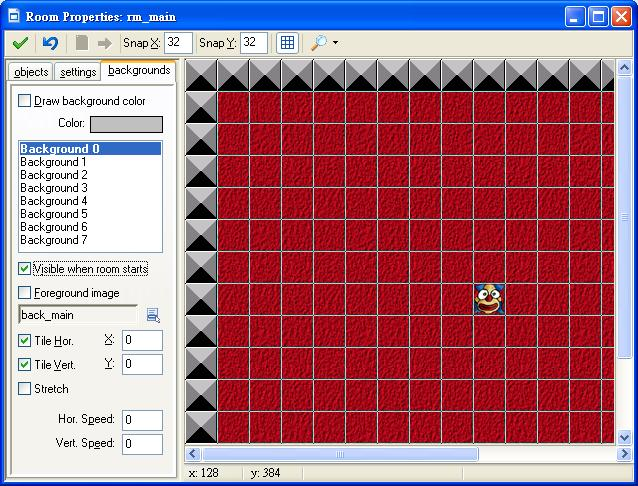 Room Properties: rm_main
Snap X: 32 Snap Y: 32
objects settings backgrounds
Draw background color
Color:
Background 0
Background 1
Background 2
Background 3
Background 4
Background 5
Background 6
Background 7
Visible when room starts
Foreground image
back_main
Tile Hor. X: 0
Tile Vert. Y: 0
Stretch
Hor. Speed: 0
Vert. Speed: 0
x: 128 y: 384